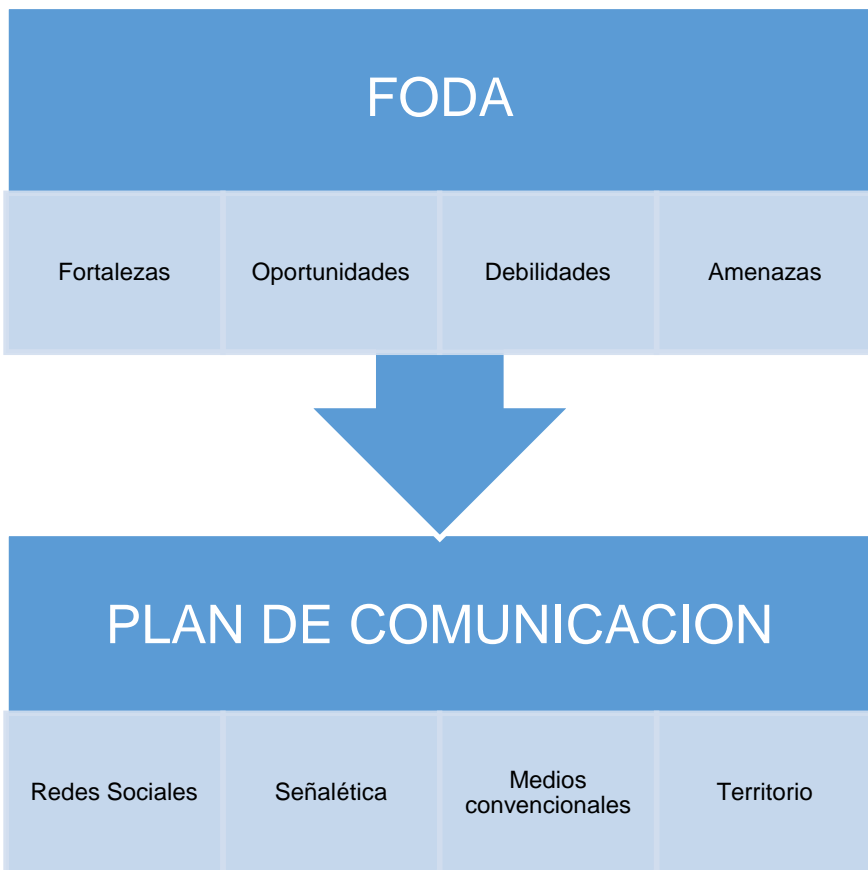 FODA
Fortalezas
Oportunidades
Debilidades
Amenazas
PLAN DE COMUNICACION
Redes Sociales
Señalética
Medios
convencionales
Territorio